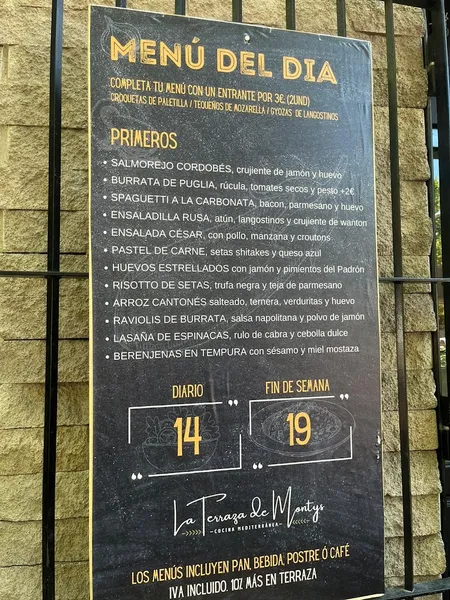 MENÚ DEL DIA
COMPLETA TU MENÚ CON UN ENTRANTE POR 3€. (2UND)
CROQUETAS DE PALETILLA / TEQUEÑOS DE MOZARELLA / GYOZAS DE LANGOSTINOS
PRIMEROS
• SALMOREJO CORDOBÉS, crujiente de jamón y huevo
• BURRATA DE PUGLIA, rúcula, tomates secos y pesto +2€
• SPAGUETTI A LA CARBONATA, bacon, parmesano y huevo
• ENSALADILLA RUSA, atún, langostinos y crujiente de wanton
• ENSALADA CÉSAR, con pollo, manzana y croutons
• PASTEL DE CARNE, setas shitakes y queso azul
• HUEVOS ESTRELLADOS con jamón y pimientos del Padrón
• RISOTTO DE SETAS, trufa negra y teja de parmesano
• ARROZ CANTONÉS salteado, ternera, verduritas y huevo
• RAVIOLIS DE BURRATA, salsa napolitana y polvo de jamón
• LASAÑA DE ESPINACAS, rulo de cabra y cebolla dulce
• BERENJENAS EN TEMPURA con sésamo y miel mostaza
DIARIO
FIN DE SEMANA
14
19
La Terraza de Montys
COCINA MEDITERRÁNEA
LOS MENÚS INCLUYEN PAN, BEBIDA, POSTRE Ó CAFÉ
IVA INCLUIDO. 10% MÁS EN TERRAZA